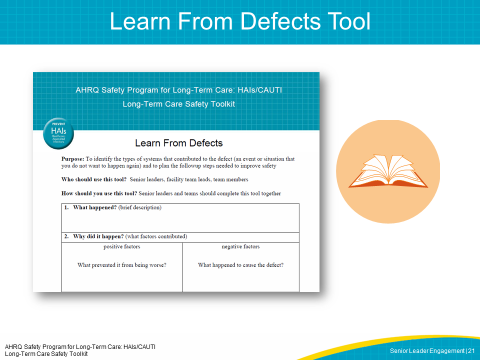 Learn From Defects Tool
AHRQ Safety Program for Long-Term Care: HAIs/CAUTI
Long-Term Care Safety Toolkit
HAIs
Learn From Defects
Purpose: To identify the types of systems that contributed to the defect (an event or situation that
you do not want to happen again) and to plan the followup steps needed to improve safety
Who should use this tool? Senior leaders, facility team leads, team members
How should you use this tool? Senior leaders and teams should complete this tool together
1. What happened? (brief description)
2. Why did it happen? (what factors contributed)
positive factors negative factors
What prevented it from being worse? What happened to cause the defect?
AHRQ Safety Program for Long-Term Care: HAIs/CAUTI
Long-Term Care Safety Toolkit
Senior Leader Engagement | 21